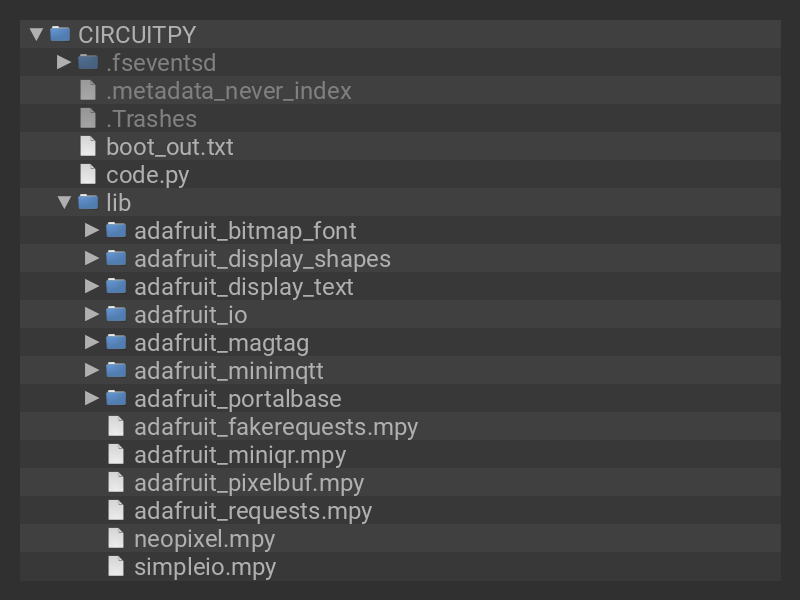 CIRCUITPY
.fseventsd
.metadata_never_index
.Trashes
boot_out.txt
code.py
lib
adafruit_bitmap_font
adafruit_display_shapes
adafruit_display_text
adafruit_io
adafruit_magtag
adafruit_minimqtt
adafruit_portalbase
adafruit_fakerequests.mpy
adafruit_miniqr.mpy
adafruit_pixelbuf.mpy
adafruit_requests.mpy
neopixel.mpy
simpleio.mpy